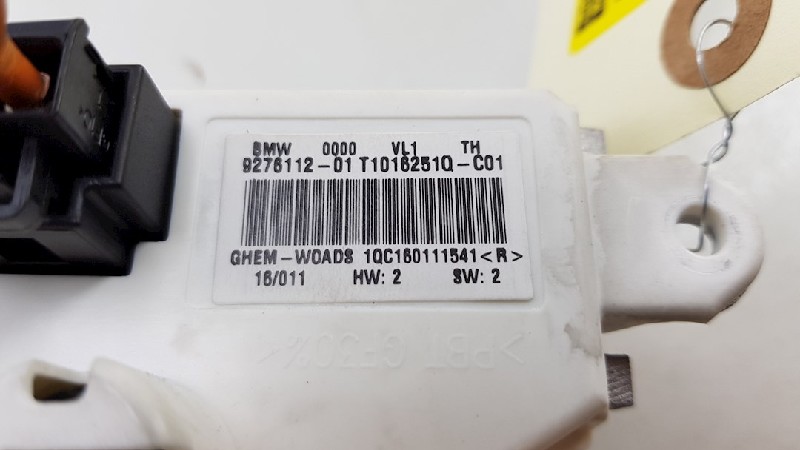 BMW 0000 VL1 TH
9276112-01 T1016251Q-C01
GHEM-WOADS 1QC160111541<R>
16/011 HW: 2 SW: 2
>PBT GF30%<